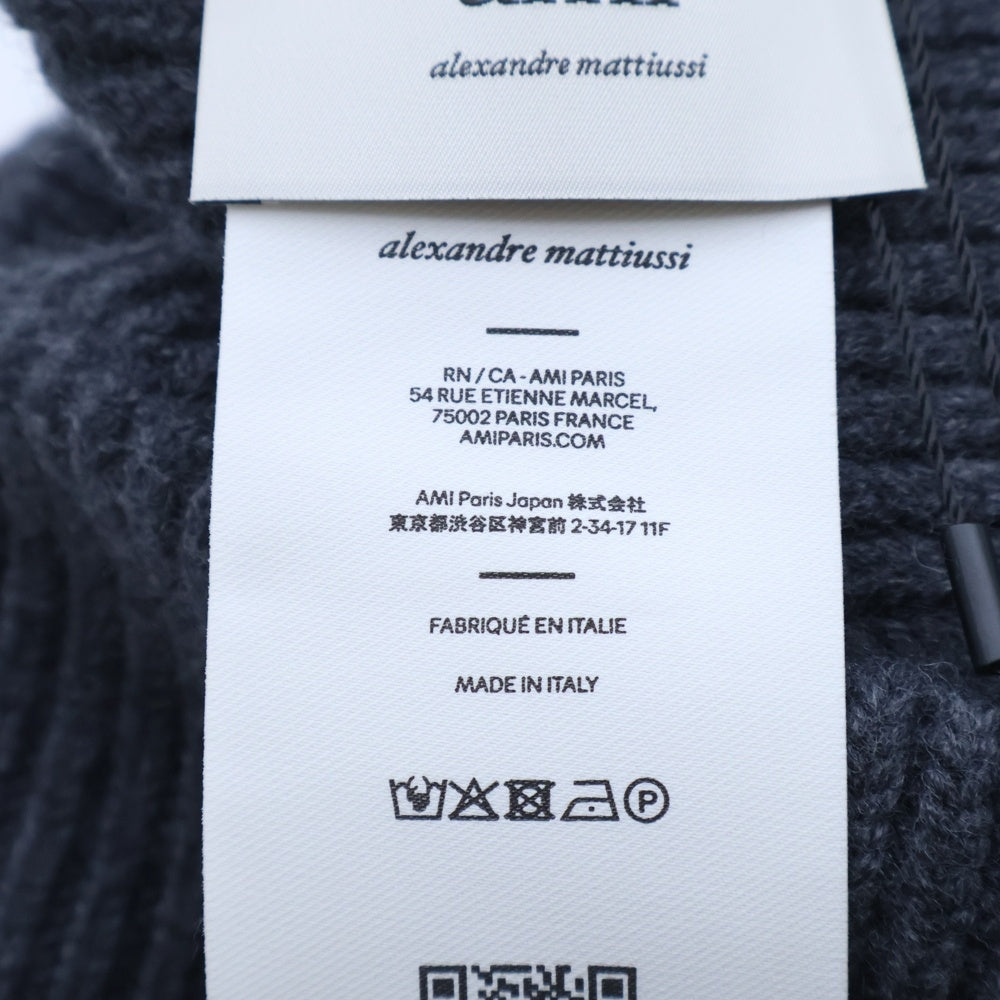 alexandre mattiussi
alexandre mattiussi
RN / CA - AMI PARIS
54 RUE ETIENNE MARCEL,
75002 PARIS FRANCE
AMIPARIS.COM
AMI Paris Japan 株式会社
東京都渋谷区神宮前 2-34-17 11F
FABRIQUÉ EN ITALIE
MADE IN ITALY
P